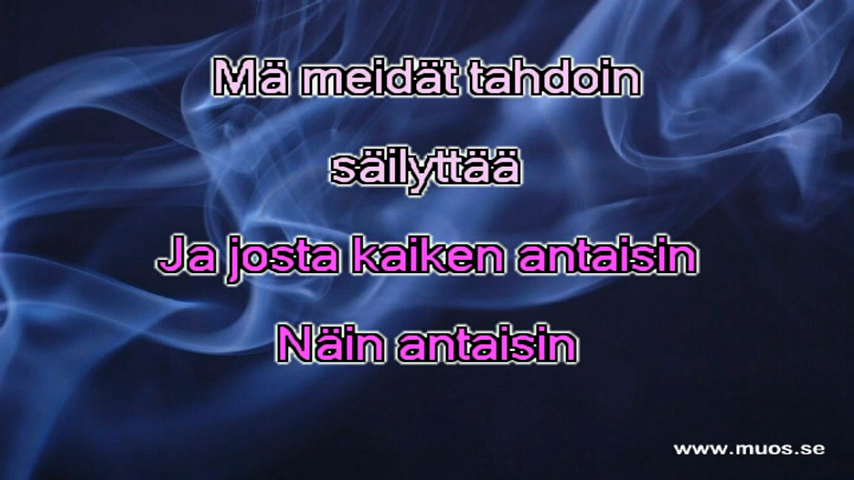 Mä meidät tahdoin
säilyttää
Ja josta kaiken antaisin
Näin antaisin
www.muos.se